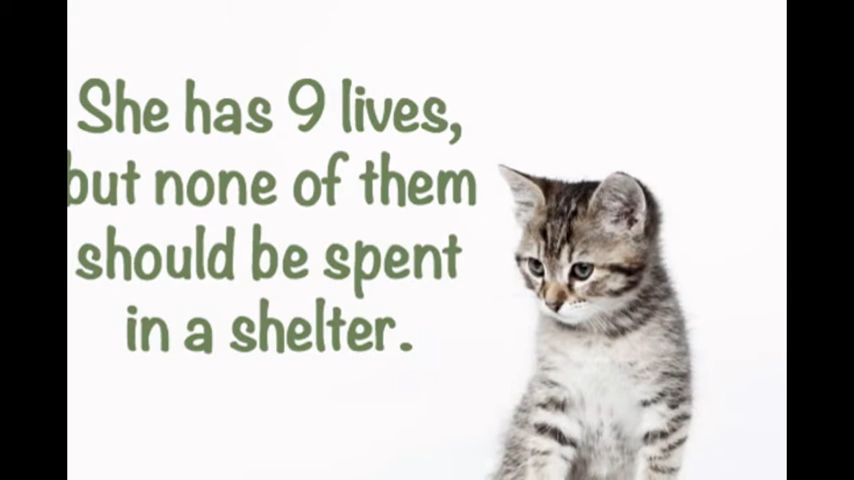 She has 9 lives,
but none of them
should be spent
in a shelter.